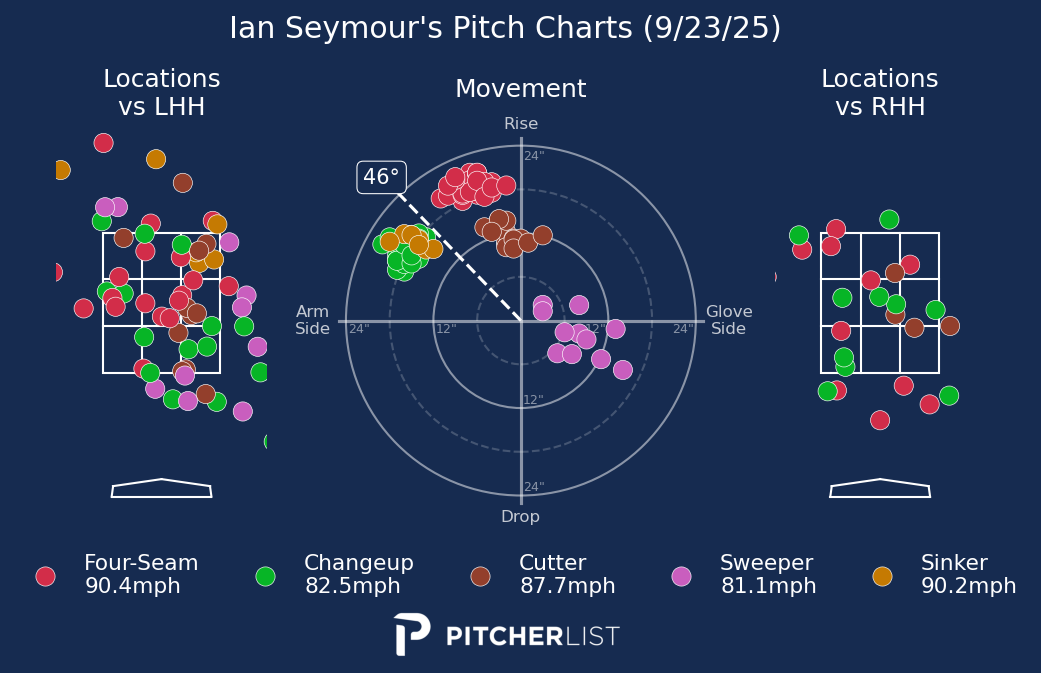 Ian Seymour's Pitch Charts (9/23/25)
Locations
vs LHH
Movement
Locations
vs RHH
Rise
24"
46°
Arm
Side
24"
12"
12"
24"
Glove
Side
12"
24"
Drop
Four-Seam
90.4mph
Changeup
82.5mph
Cutter
87.7mph
Sweeper
81.1mph
Sinker
90.2mph
PITCHERLIST